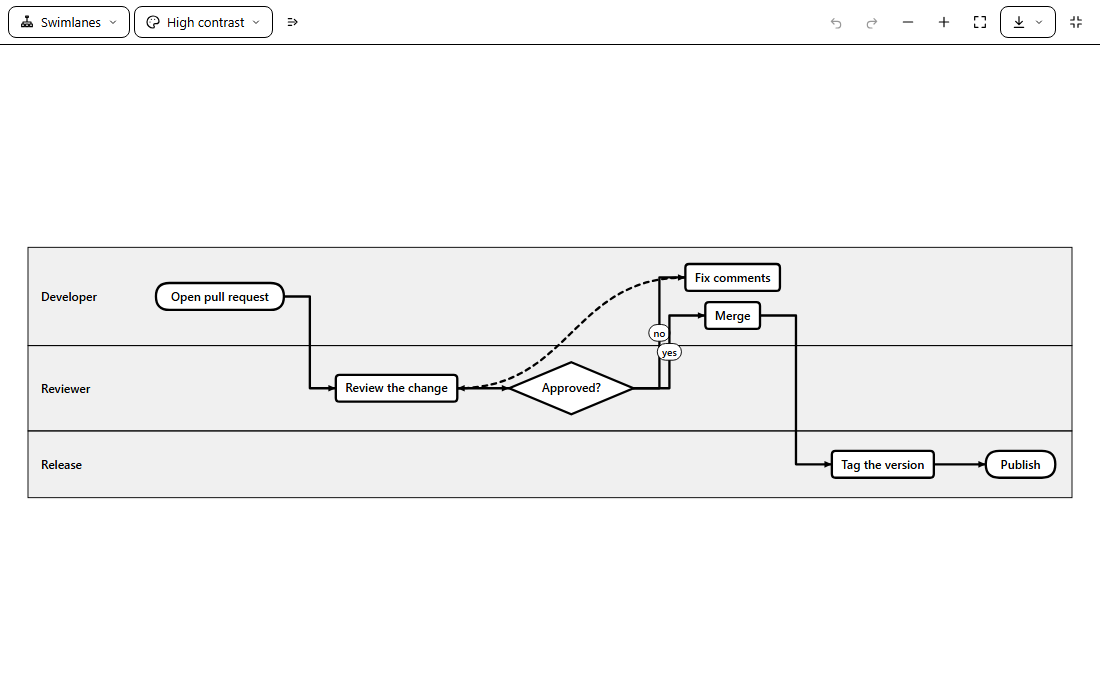 Swimlanes
High contrast
Developer
Open pull request
Fix comments
Merge
no
yes
Reviewer
Review the change
Approved?
Release
Tag the version
Publish